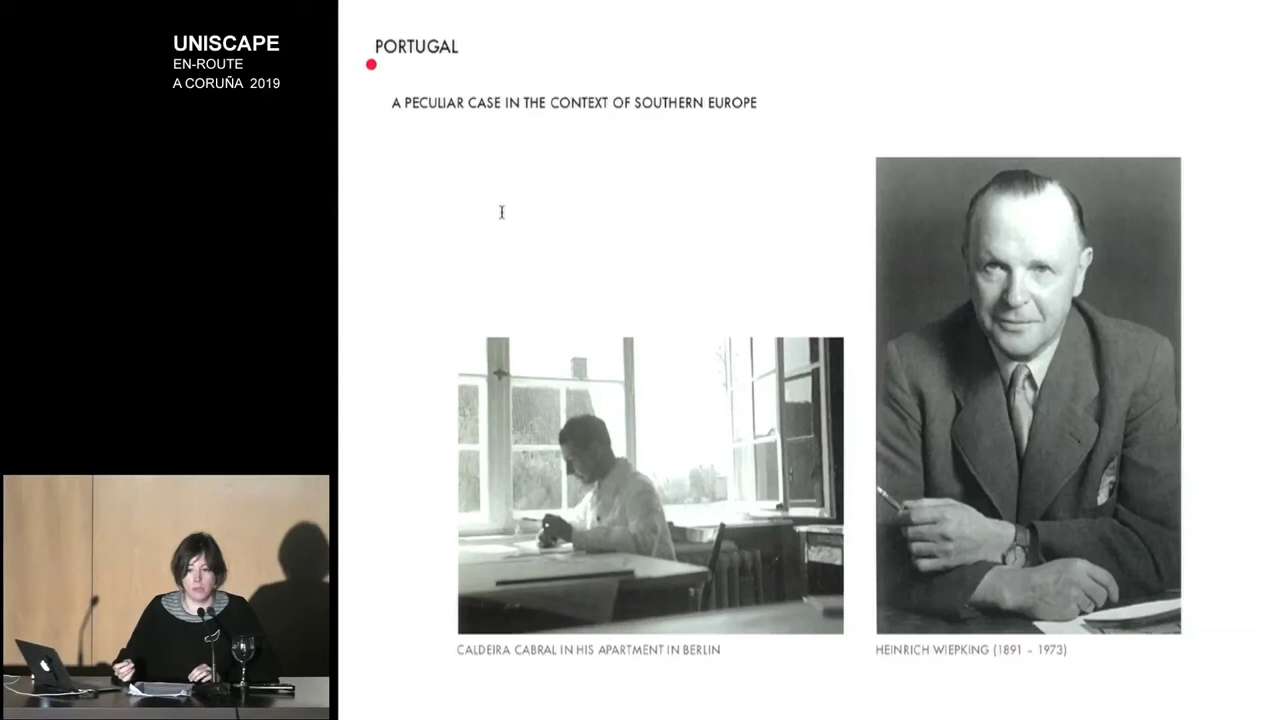 UNISCAPE
EN-ROUTE
A CORUÑA 2019
PORTUGAL
A PECULIAR CASE IN THE CONTEXT OF SOUTHERN EUROPE
CALDEIRA CABRAL IN HIS APARTMENT IN BERLIN
HEINRICH WIEPKING (1891 – 1973)